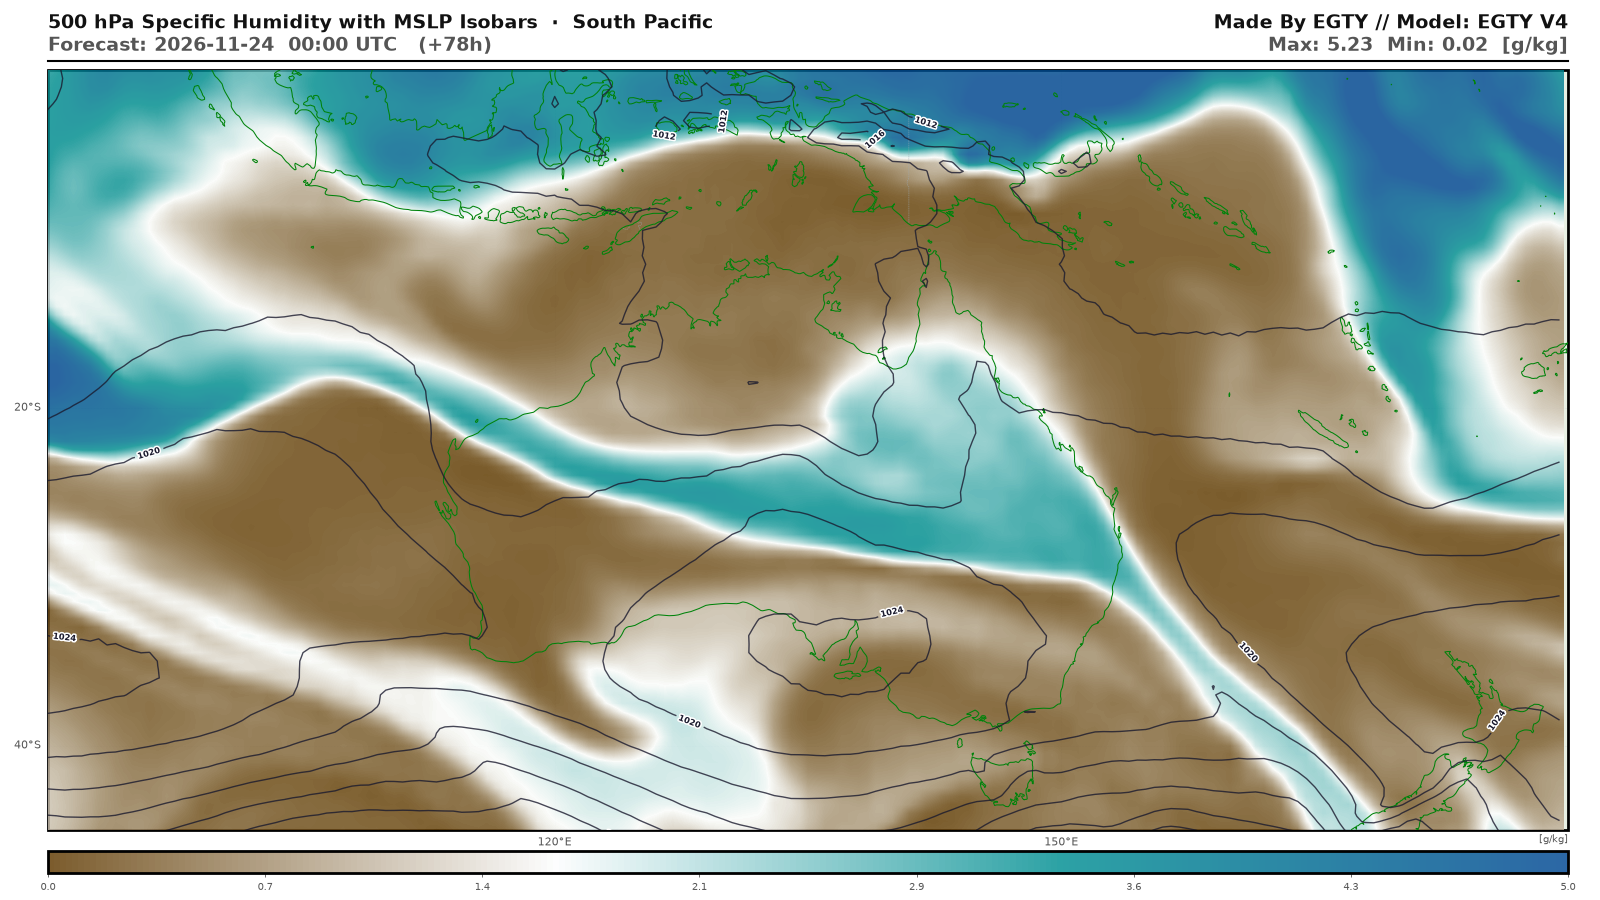 500 hPa Specific Humidity with MSLP Isobars · South Pacific
Made By EGTY // Model: EGTY V4
Forecast: 2026-11-24 00:00 UTC (+78h)
Max: 5.23 Min: 0.02 [g/kg]
1012
1012
1012
1016
20°S
1020
1024
1024
1020
1020
1024
40°S
120°E
150°E
[g/kg]
0.0
0.7
1.4
2.1
2.9
3.6
4.3
5.0